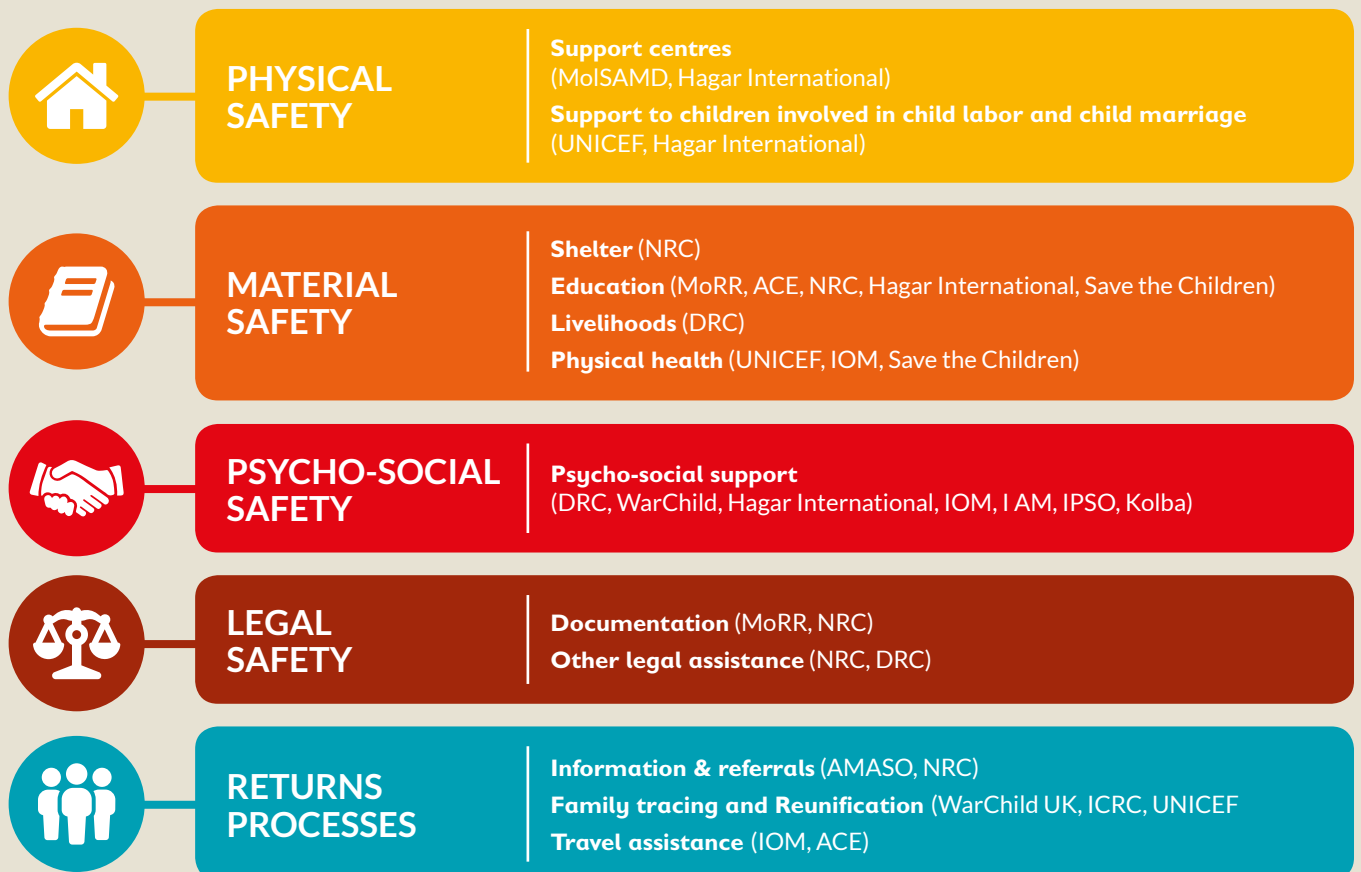 PHYSICAL
SAFETY
Support centres
(MolSAMD, Hagar International)
Support to children involved in child labor and child marriage
(UNICEF, Hagar International)
MATERIAL
SAFETY
Shelter (NRC)
Education (MoRR, ACE, NRC, Hagar International, Save the Children)
Livelihoods (DRC)
Physical health (UNICEF, IOM, Save the Children)
PSYCHO-SOCIAL
SAFETY
Psycho-social support
(DRC, WarChild, Hagar International, IOM, I AM, IPSO, Kolba)
LEGAL
SAFETY
Documentation (MoRR, NRC)
Other legal assistance (NRC, DRC)
RETURNS
PROCESSES
Information & referrals (AMASO, NRC)
Family tracing and Reunification (WarChild UK, ICRC, UNICEF
Travel assistance (IOM, ACE)